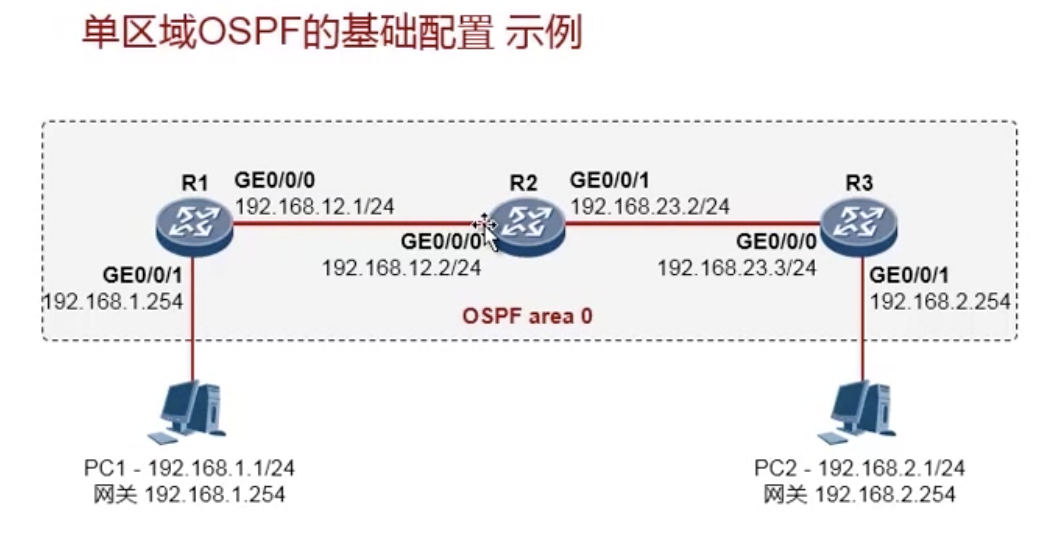 单区域OSPF的基础配置 示例
R1
GE0/0/0
192.168.12.1/24
R2
GE0/0/1
192.168.23.2/24
R3
GE0/0/0
192.168.12.2/24
GE0/0/0
192.168.23.3/24
GE0/0/1
192.168.1.254
GE0/0/1
192.168.2.254
OSPF area 0
PC1 - 192.168.1.1/24
网关 192.168.1.254
PC2 - 192.168.2.1/24
网关 192.168.2.254